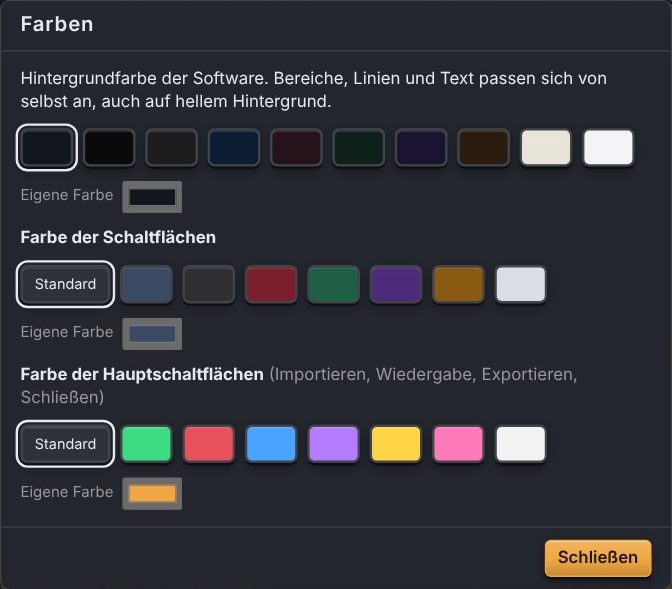 Farben
Hintergrundfarbe der Software. Bereiche, Linien und Text passen sich von
selbst an, auch auf hellem Hintergrund.
Eigene Farbe
Farbe der Schaltflächen
Standard
Eigene Farbe
Farbe der Hauptschaltflächen (Importieren, Wiedergabe, Exportieren,
Schließen)
Standard
Eigene Farbe
Schließen